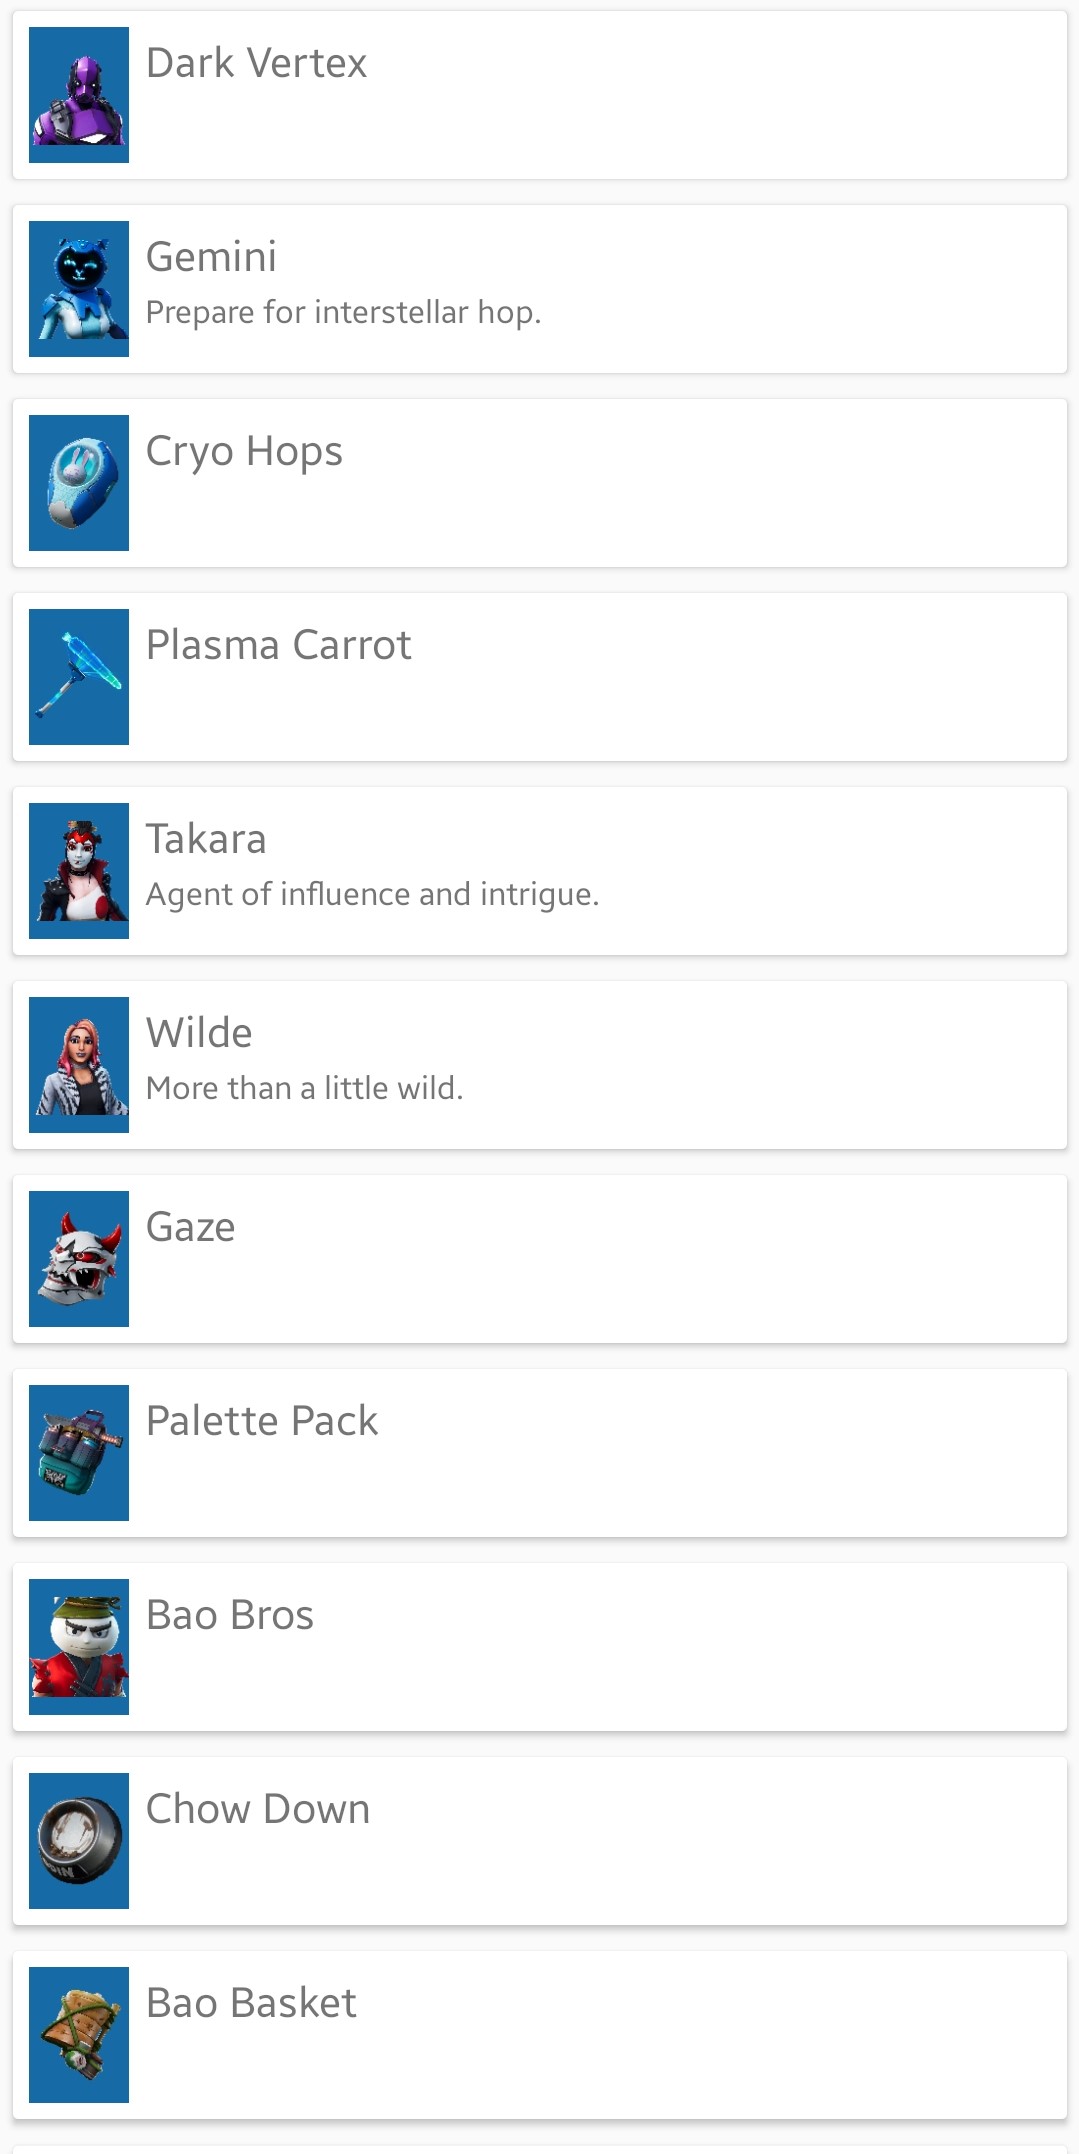 Dark Vertex
Gemini
Prepare for interstellar hop.
Cryo Hops
Plasma Carrot
Takara
Agent of influence and intrigue.
Wilde
More than a little wild.
Gaze
Palette Pack
Bao Bros
Chow Down
Bao Basket